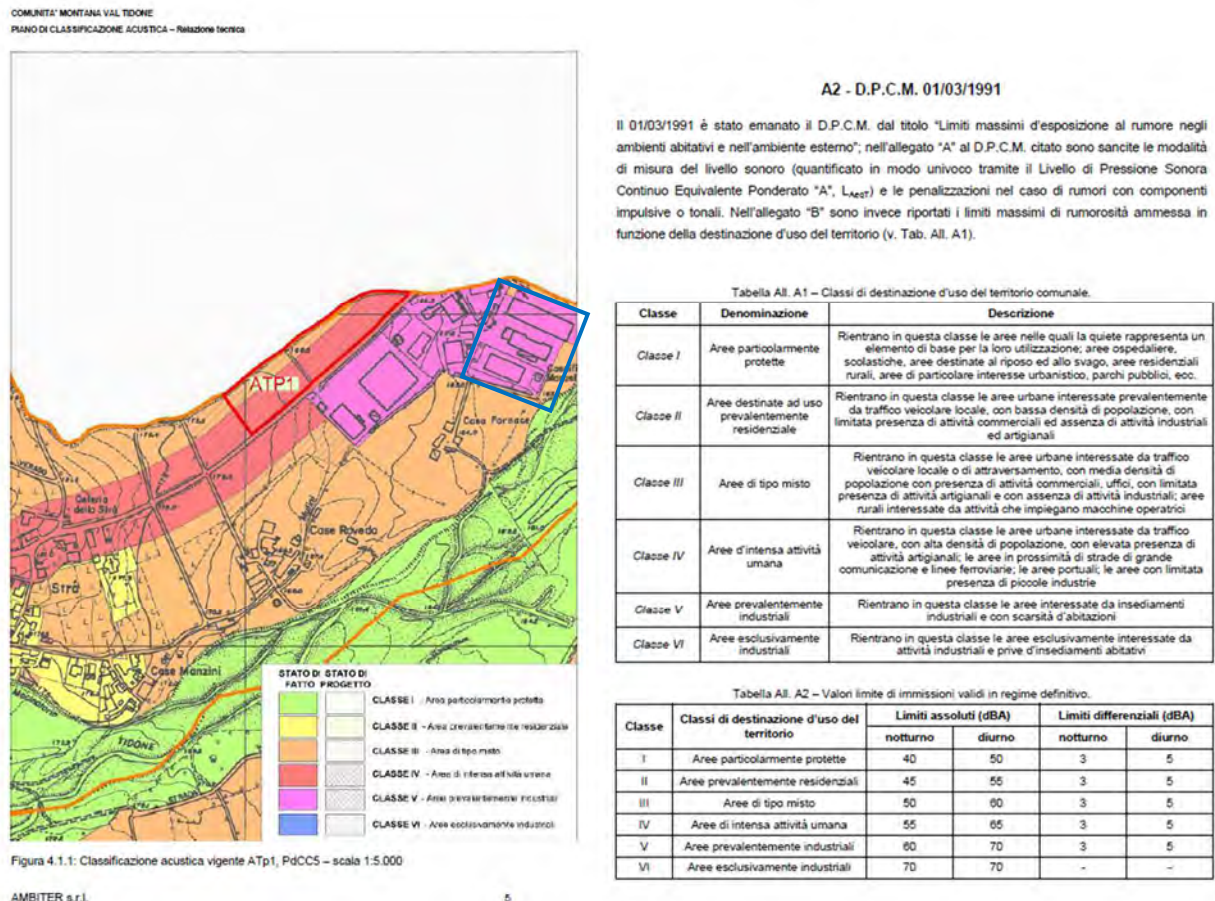 COMUNITA' MONTANA VAL TIDONE
PIANO DI CLASSIFICAZIONE ACUSTICA – Relazione tecnica
ATP1
Case Fornase
Case Rovedo
Strà
Case Manzini
TIDONE
STATO DI FATTO
STATO DI PROGETTO
CLASSE I - Area particolarmente protetta
CLASSE II - Area prevalentemente residenziale
CLASSE III - Area di tipo misto
CLASSE IV - Area di intensa attività umana
CLASSE V - Area prevalentemente industriali
CLASSE VI - Area esclusivamente industriali
Figura 4.1.1: Classificazione acustica vigente ATp1, PdCC5 – scala 1:5.000
AMBITER s.r.l.
5
A2 - D.P.C.M. 01/03/1991
Il 01/03/1991 è stato emanato il D.P.C.M. dal titolo "Limiti massimi d'esposizione al rumore negli
ambienti abitativi e nell'ambiente esterno"; nell'allegato "A" al D.P.C.M. citato sono sancite le modalità
di misura del livello sonoro (quantificato in modo univoco tramite il Livello di Pressione Sonora
Continuo Equivalente Ponderato "A", LAeqT) e le penalizzazioni nel caso di rumori con componenti
impulsive o tonali. Nell'allegato "B" sono invece riportati i limiti massimi di rumorosità ammessa in
funzione della destinazione d'uso del territorio (v. Tab. All. A1).
Tabella All. A1 – Classi di destinazione d'uso del territorio comunale.
Classe Denominazione Descrizione
Classe I Aree particolarmente protette
Rientrano in questa classe le aree nelle quali la quiete rappresenta un
elemento di base per la loro utilizzazione; aree ospedaliere,
scolastiche, aree destinate al riposo ed allo svago, aree residenziali
rurali, aree di particolare interesse urbanistico, parchi pubblici, ecc.
Classe II Aree destinate ad uso prevalentemente residenziale
Rientrano in questa classe le aree urbane interessate prevalentemente
da traffico veicolare locale, con bassa densità di popolazione, con
limitata presenza di attività commerciali ed assenza di attività industriali
ed artigianali
Classe III Aree di tipo misto
Rientrano in questa classe le aree urbane interessate da traffico
veicolare locale o di attraversamento, con media densità di
popolazione con presenza di attività commerciali, uffici, con limitata
presenza di attività artigianali e con assenza di attività industriali; aree
rurali interessate da attività che impiegano macchine operatrici
Classe IV Aree d'intensa attività umana
Rientrano in questa classe le aree urbane interessate da traffico
veicolare, con alta densità di popolazione, con elevata presenza di
attività artigianali; le aree in prossimità di strade di grande
comunicazione e linee ferroviarie; le aree portuali; le aree con limitata
presenza di piccole industrie
Classe V Aree prevalentemente industriali
Rientrano in questa classe le aree interessate da insediamenti
industriali e con scarsità d'abitazioni
Classe VI Aree esclusivamente industriali
Rientrano in questa classe le aree esclusivamente interessate da
attività industriali e prive d'insediamenti abitativi
Tabella All. A2 – Valori limite di immissioni validi in regime definitivo.
Classe Classi di destinazione d'uso del territorio Limiti assoluti (dBA) Limiti differenziali (dBA)
notturno diurno notturno diurno
I Aree particolarmente protette 40 50 3 5
II Aree prevalentemente residenziali 45 55 3 5
III Aree di tipo misto 50 60 3 5
IV Aree di intensa attività umana 55 65 3 5
V Aree prevalentemente industriali 60 70 3 5
VI Aree esclusivamente industriali 70 70 - -